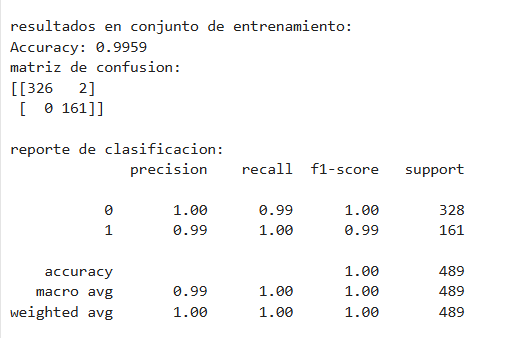 resultados en conjunto de entrenamiento:
Accuracy: 0.9959
matriz de confusion:
[[326   2]
 [  0 161]]
reporte de clasificacion:
              precision    recall  f1-score   support
           0       1.00      0.99      1.00       328
           1       0.99      1.00      0.99       161
    accuracy                           1.00       489
   macro avg       0.99      1.00      1.00       489
weighted avg       1.00      1.00      1.00       489